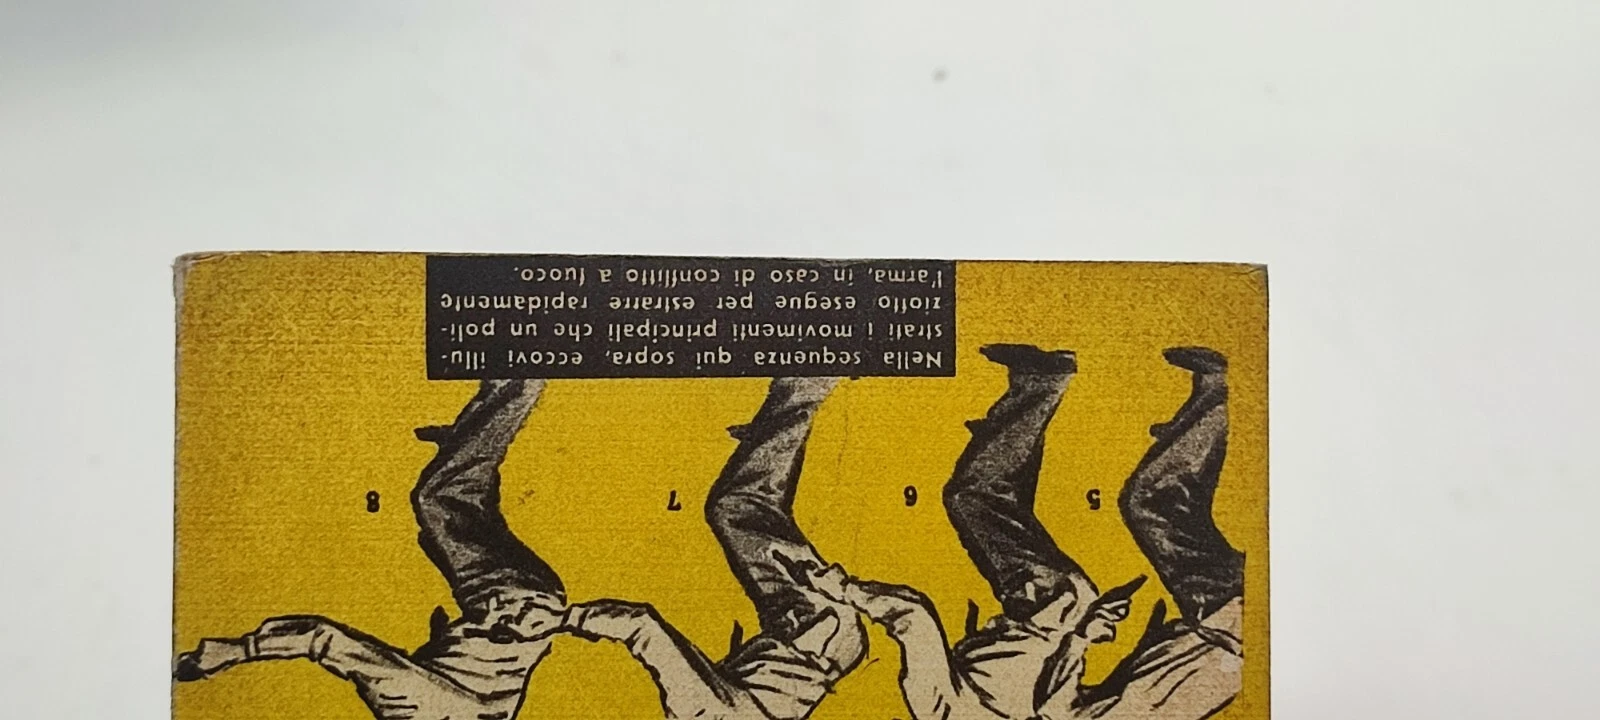 5
6
7
8
Nella sequenza qui sopra, eccovi illu-
strati i movimenti principali che un poli-
ziotto esegue per estrarre rapidamente
l'arma, in caso di conflitto a fuoco.